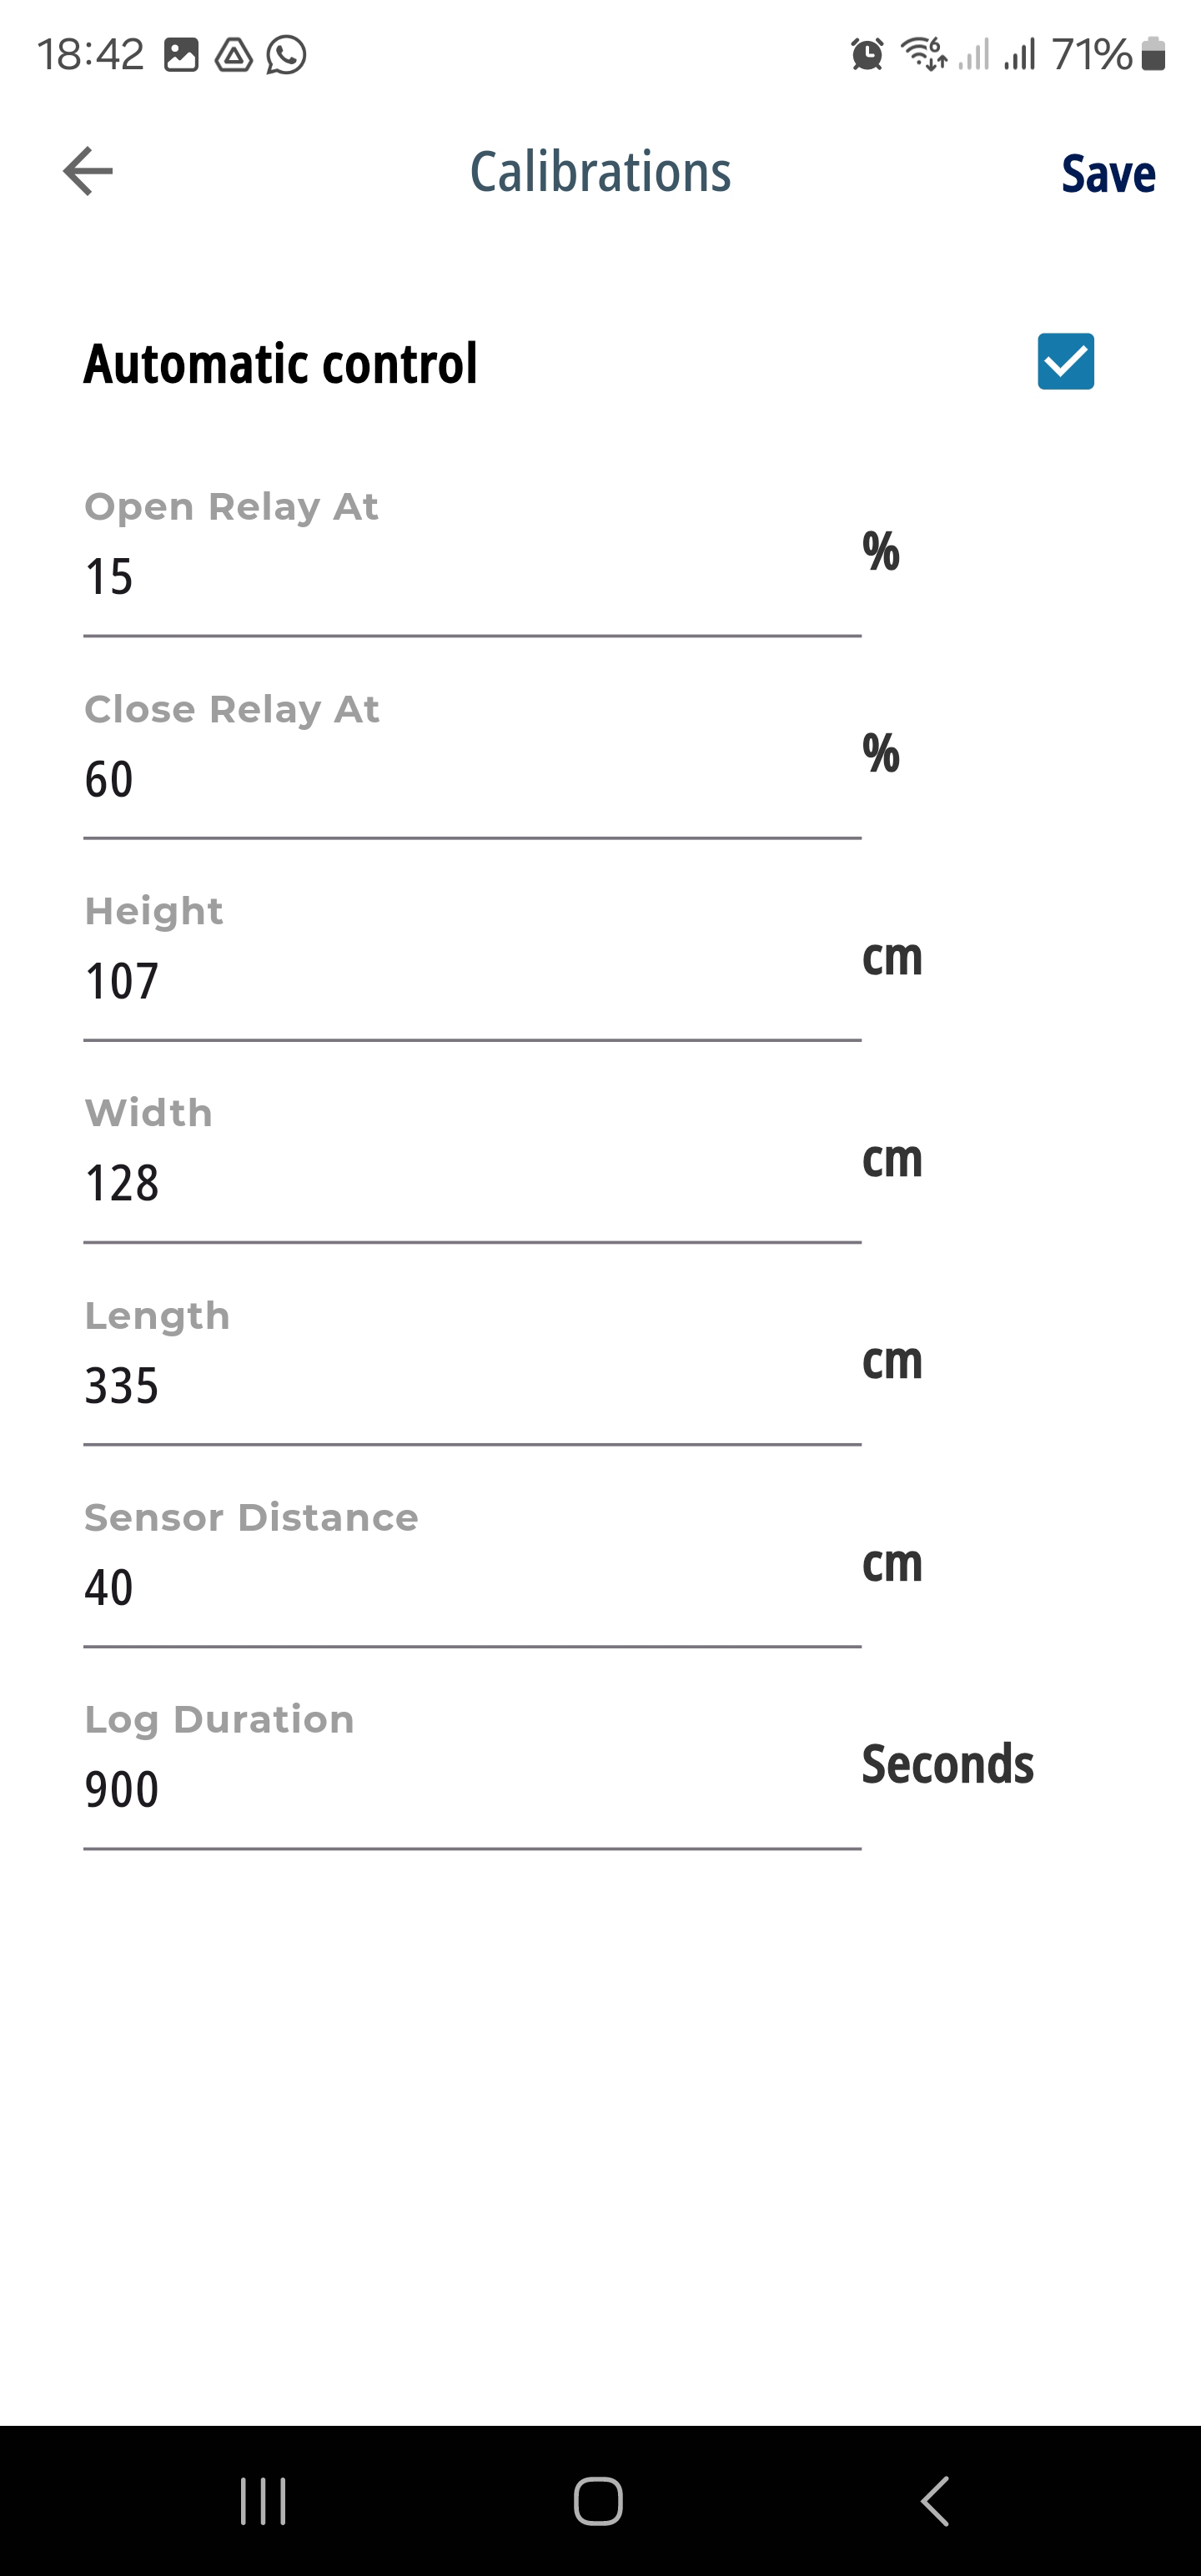 18:42 6 71%
Calibrations Save
Automatic control
Open Relay At
15 %
Close Relay At
60 %
Height
107 cm
Width
128 cm
Length
335 cm
Sensor Distance
40 cm
Log Duration
900 Seconds